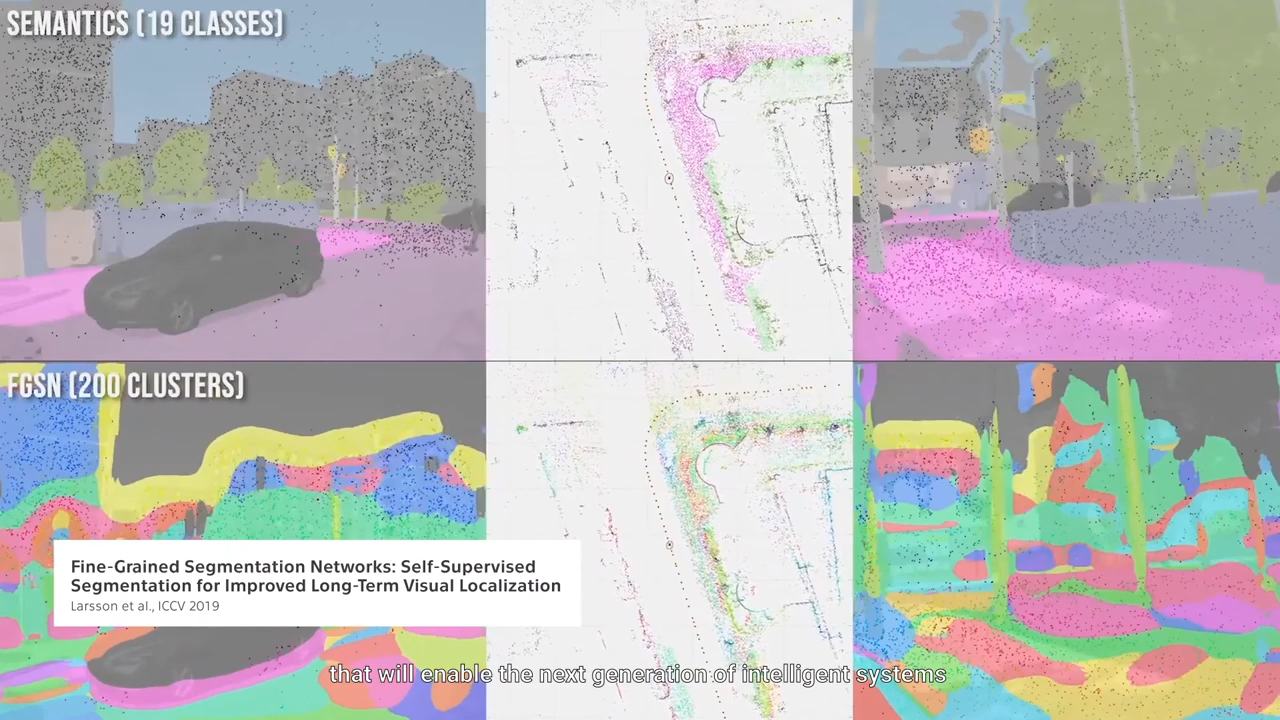 SEMANTICS (19 CLASSES)
FGSN (200 CLUSTERS)
Fine-Grained Segmentation Networks: Self-Supervised
Segmentation for Improved Long-Term Visual Localization
Larsson et al., ICCV 2019
that will enable the next generation of intelligent systems